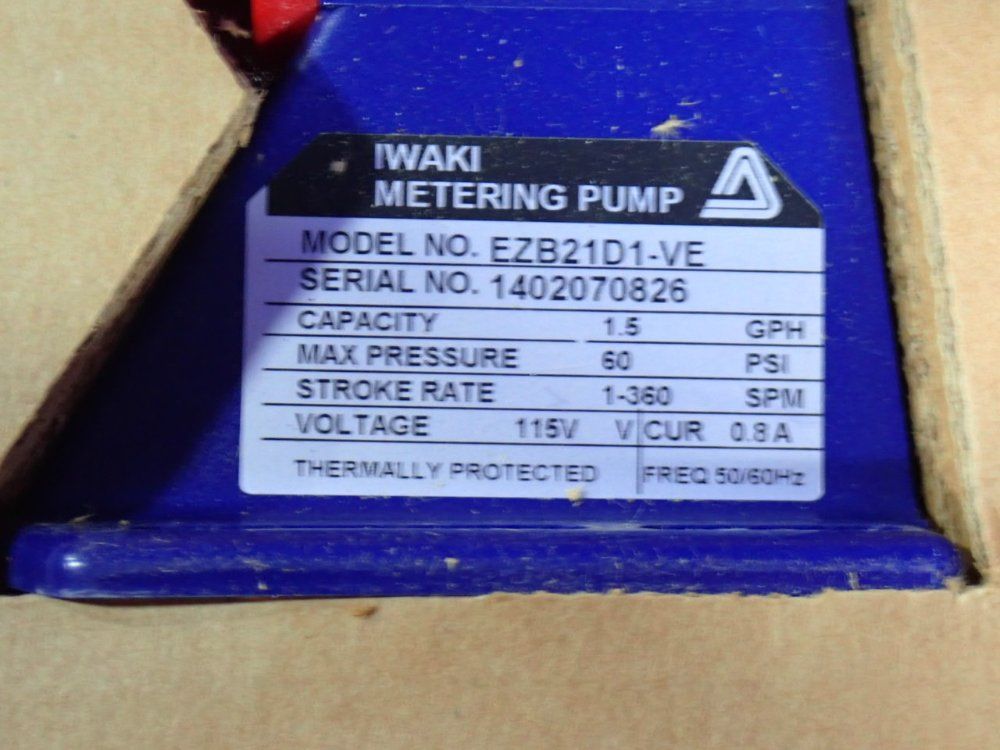 IWAKI
METERING PUMP
MODEL NO. EZB21D1-VE
SERIAL NO. 1402070826
CAPACITY 1.5 GPH
MAX PRESSURE 60 PSI
STROKE RATE 1-360 SPM
VOLTAGE 115V V CUR 0.8 A
THERMALLY PROTECTED FREQ 50/60Hz